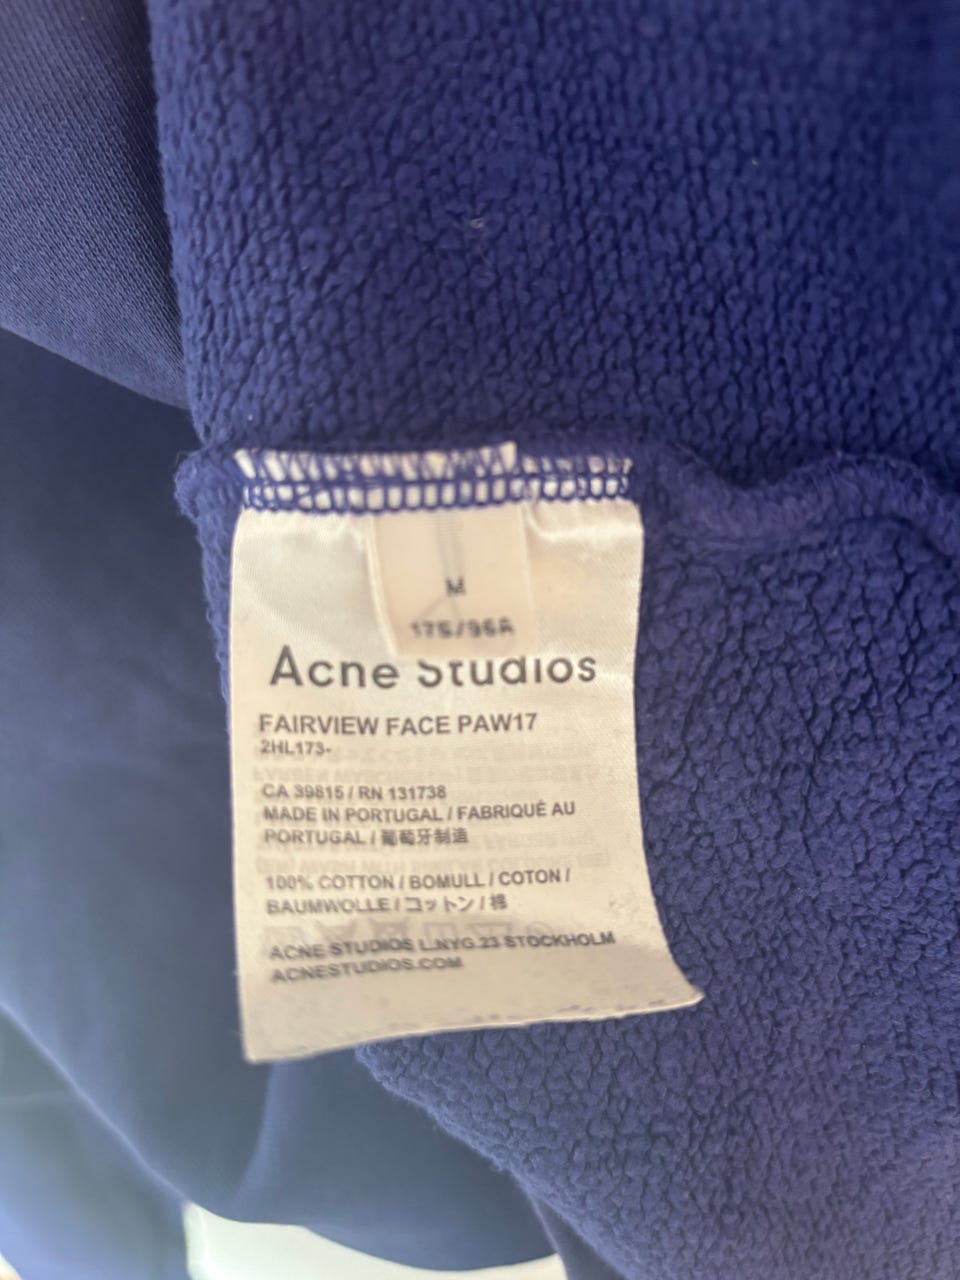 M
175/96A
Acne Studios
FAIRVIEW FACE PAW17
2HL173-
CA 39815 / RN 131738
MADE IN PORTUGAL / FABRIQUÉ AU
PORTUGAL / 葡萄牙制造
100% COTTON / BOMULL / COTON /
BAUMWOLLE / コットン / 棉
ACNE STUDIOS L.NYG.23 STOCKHOLM
ACNESTUDIOS.COM